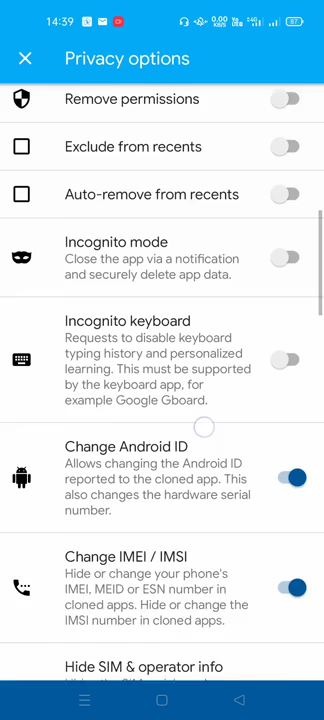 14:39
0.00
KB/S
87
Privacy options
Remove permissions
Exclude from recents
Auto-remove from recents
Incognito mode
Close the app via a notification
and securely delete app data.
Incognito keyboard
Requests to disable keyboard
typing history and personalized
learning. This must be supported
by the keyboard app, for
example Google Gboard.
Change Android ID
Allows changing the Android ID
reported to the cloned app. This
also changes the hardware serial
number.
Change IMEI / IMSI
Hide or change your phone's
IMEI, MEID or ESN number in
cloned apps. Hide or change the
IMSI number in cloned apps.
Hide SIM & operator info